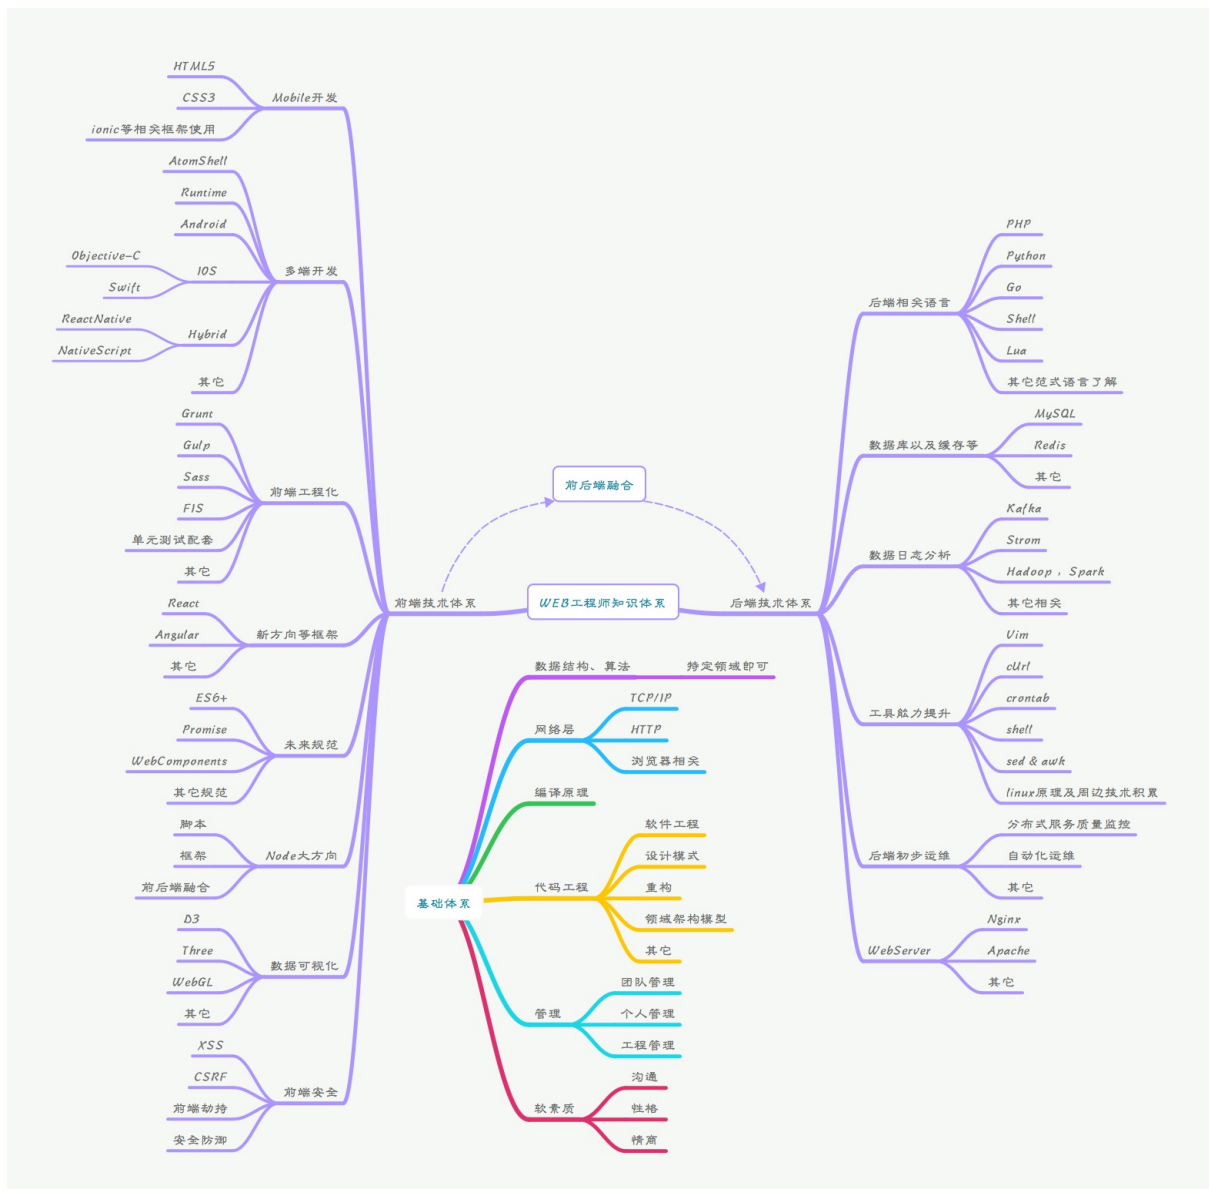 HTML5
CSS3
ionic等相关框架使用
Mobile开发
AtomShell
Runtime
Android
Objective-C
Swift
IOS
ReactNative
NativeScript
Hybrid
其它
多端开发
Grunt
Gulp
Sass
FIS
单元测试配套
其它
前端工程化
React
Angular
其它
新方向等框架
ES6+
Promise
WebComponents
其它规范
未来规范
脚本
框架
前后端融合
Node大方向
D3
Three
WebGL
其它
数据可视化
XSS
CSRF
前端劫持
安全防御
前端安全
前端技术体系
前后端融合
WEB工程师知识体系
后端技术体系
后端相关语言
PHP
Python
Go
Shell
Lua
其它范式语言了解
数据库以及缓存等
MySQL
Redis
其它
数据日志分析
Kafka
Strom
Hadoop , Spark
其它相关
工具能力提升
Vim
cUrl
crontab
shell
sed & awk
linux原理及周边技术积累
后端初步运维
分布式服务质量监控
自动化运维
其它
WebServer
Nginx
Apache
其它
基础体系
数据结构、算法
持定领域即可
网络层
TCP/IP
HTTP
浏览器相关
编译原理
代码工程
软件工程
设计模式
重构
领域架构模型
其它
管理
团队管理
个人管理
工程管理
软素质
沟通
性格
情商